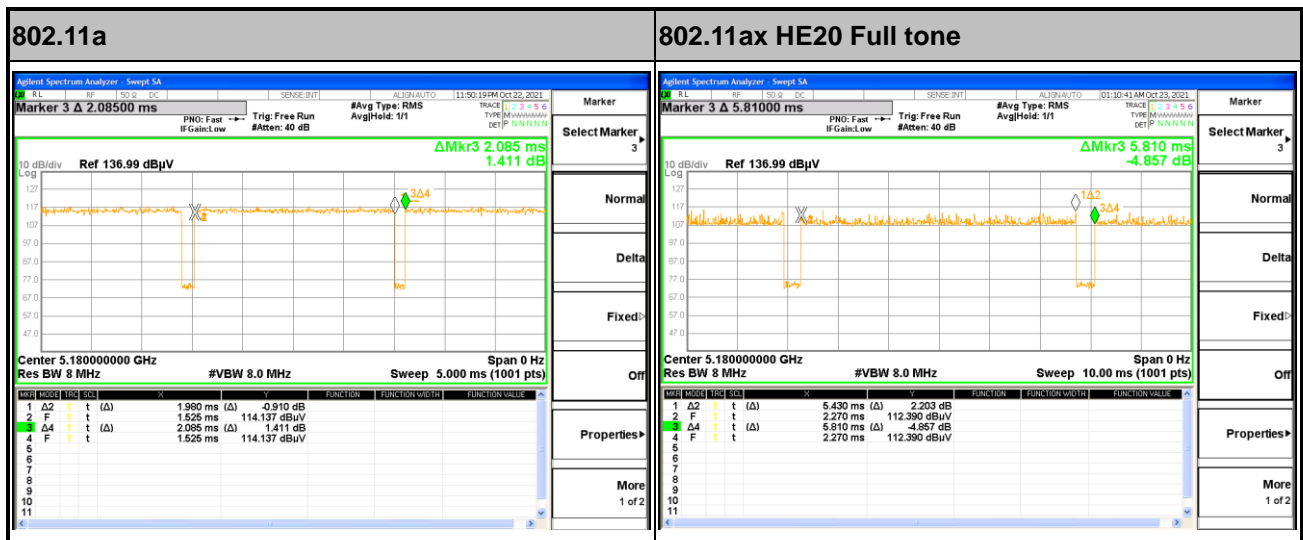 802.11a
Agilent Spectrum Analyzer - Swept SA
RL RF 50 Ω DC SENSE:INT ALIGNAUTO 11:50:19PM Oct 22, 2021
Marker 3 Δ 2.08500 ms
PNO: Fast
IFGain:Low
Trig: Free Run
#Atten: 40 dB
#Avg Type: RMS
Avg|Hold: 1/1
TRACE 1 2 3 4 5 6
TYPE M
DET P N N N N N
ΔMkr3 2.085 ms
1.411 dB
10 dB/div Ref 136.99 dBµV
Log
127
117
107
97.0
87.0
77.0
67.0
57.0
47.0
3Δ4
Center 5.180000000 GHz Span 0 Hz
Res BW 8 MHz #VBW 8.0 MHz Sweep 5.000 ms (1001 pts)
MKR MODE TRC SCL X Y FUNCTION FUNCTION WIDTH FUNCTION VALUE
1 Δ2 1 t (Δ) 1.980 ms (Δ) -0.910 dB
2 F 1 t 1.525 ms 114.137 dBµV
3 Δ4 1 t (Δ) 2.085 ms (Δ) 1.411 dB
4 F 1 t 1.525 ms 114.137 dBµV
5
6
7
8
9
10
11
Marker
Select Marker
3
Normal
Delta
Fixed
Off
Properties
More
1 of 2
802.11ax HE20 Full tone
Agilent Spectrum Analyzer - Swept SA
RL RF 50 Ω DC SENSE:INT ALIGNAUTO 01:10:41 AM Oct 23, 2021
Marker 3 Δ 5.81000 ms
PNO: Fast
IFGain:Low
Trig: Free Run
#Atten: 40 dB
#Avg Type: RMS
Avg|Hold: 1/1
TRACE 1 2 3 4 5 6
TYPE M
DET P N N N N N
ΔMkr3 5.810 ms
-4.857 dB
10 dB/div Ref 136.99 dBµV
Log
127
117
107
97.0
87.0
77.0
67.0
57.0
47.0
1Δ2
3Δ4
Center 5.180000000 GHz Span 0 Hz
Res BW 8 MHz #VBW 8.0 MHz Sweep 10.00 ms (1001 pts)
MKR MODE TRC SCL X Y FUNCTION FUNCTION WIDTH FUNCTION VALUE
1 Δ2 1 t (Δ) 5.430 ms (Δ) 2.203 dB
2 F 1 t 2.270 ms 112.390 dBµV
3 Δ4 1 t (Δ) 5.810 ms (Δ) -4.857 dB
4 F 1 t 2.270 ms 112.390 dBµV
5
6
7
8
9
10
11
Marker
Select Marker
3
Normal
Delta
Fixed
Off
Properties
More
1 of 2